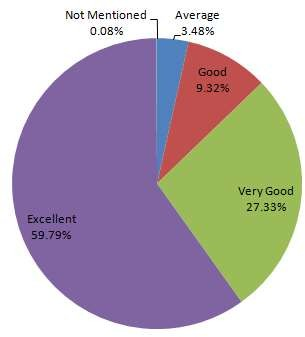 Not Mentioned
0.08%
Average
3.48%
Good
9.32%
Very Good
27.33%
Excellent
59.79%